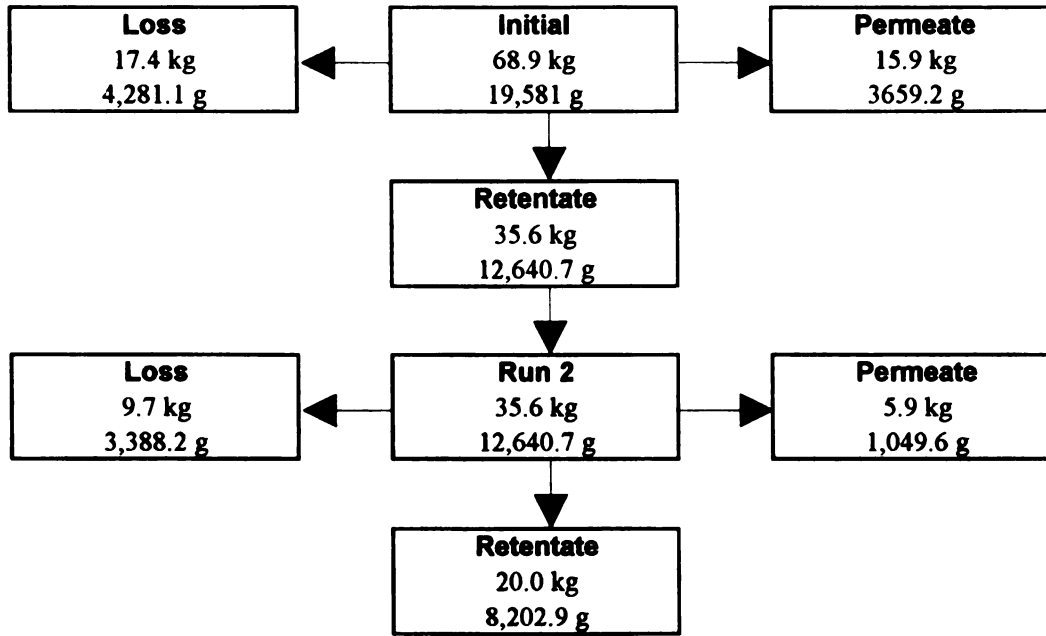 Loss
17.4 kg
4,281.1 g
Initial
68.9 kg
19,581 g
Permeate
15.9 kg
3659.2 g
Retentate
35.6 kg
12,640.7 g
Loss
9.7 kg
3,388.2 g
Run 2
35.6 kg
12,640.7 g
Permeate
5.9 kg
1,049.6 g
Retentate
20.0 kg
8,202.9 g